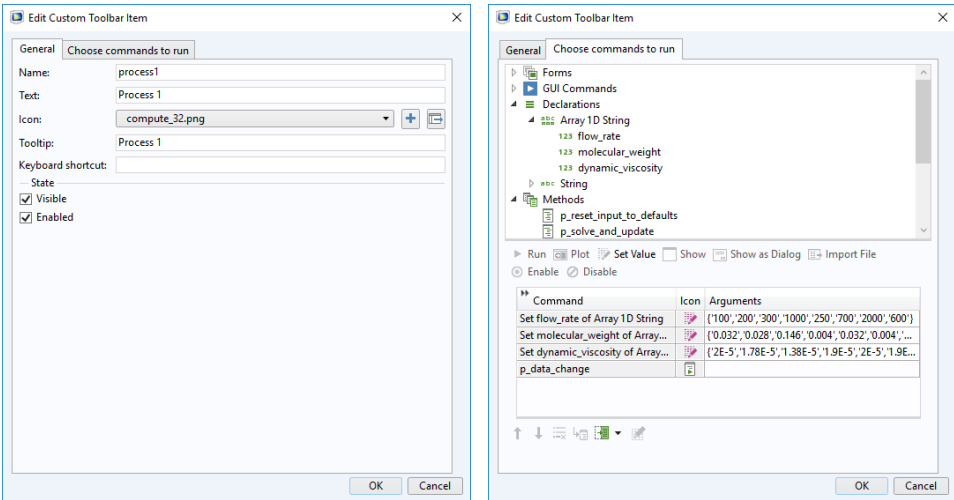 Edit Custom Toolbar Item
General Choose commands to run
Name: process1
Text: Process 1
Icon: compute_32.png
Tooltip: Process 1
Keyboard shortcut:
State
Visible
Enabled
OK Cancel
Edit Custom Toolbar Item
General Choose commands to run
Forms
GUI Commands
Declarations
abc Array 1D String
123 flow_rate
123 molecular_weight
123 dynamic_viscosity
abc String
Methods
p_reset_input_to_defaults
p_solve_and_update
Run Plot Set Value Show Show as Dialog Import File
Enable Disable
Command Icon Arguments
Set flow_rate of Array 1D String {'100','200','300','1000','250','700','2000','600'}
Set molecular_weight of Array... {'0.032','0.028','0.146','0.004','0.032','0.004','...
Set dynamic_viscosity of Array... {'2E-5','1.78E-5','1.38E-5','1.9E-5','2E-5','1.9E...
p_data_change
OK Cancel